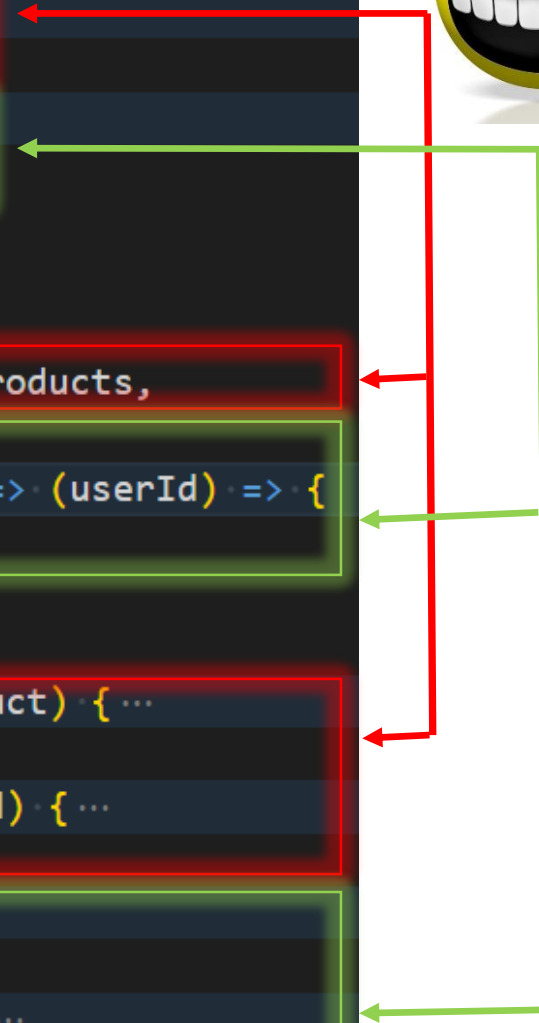 roducts,
=> (userId) => {
uct) { ...
) { ...
...